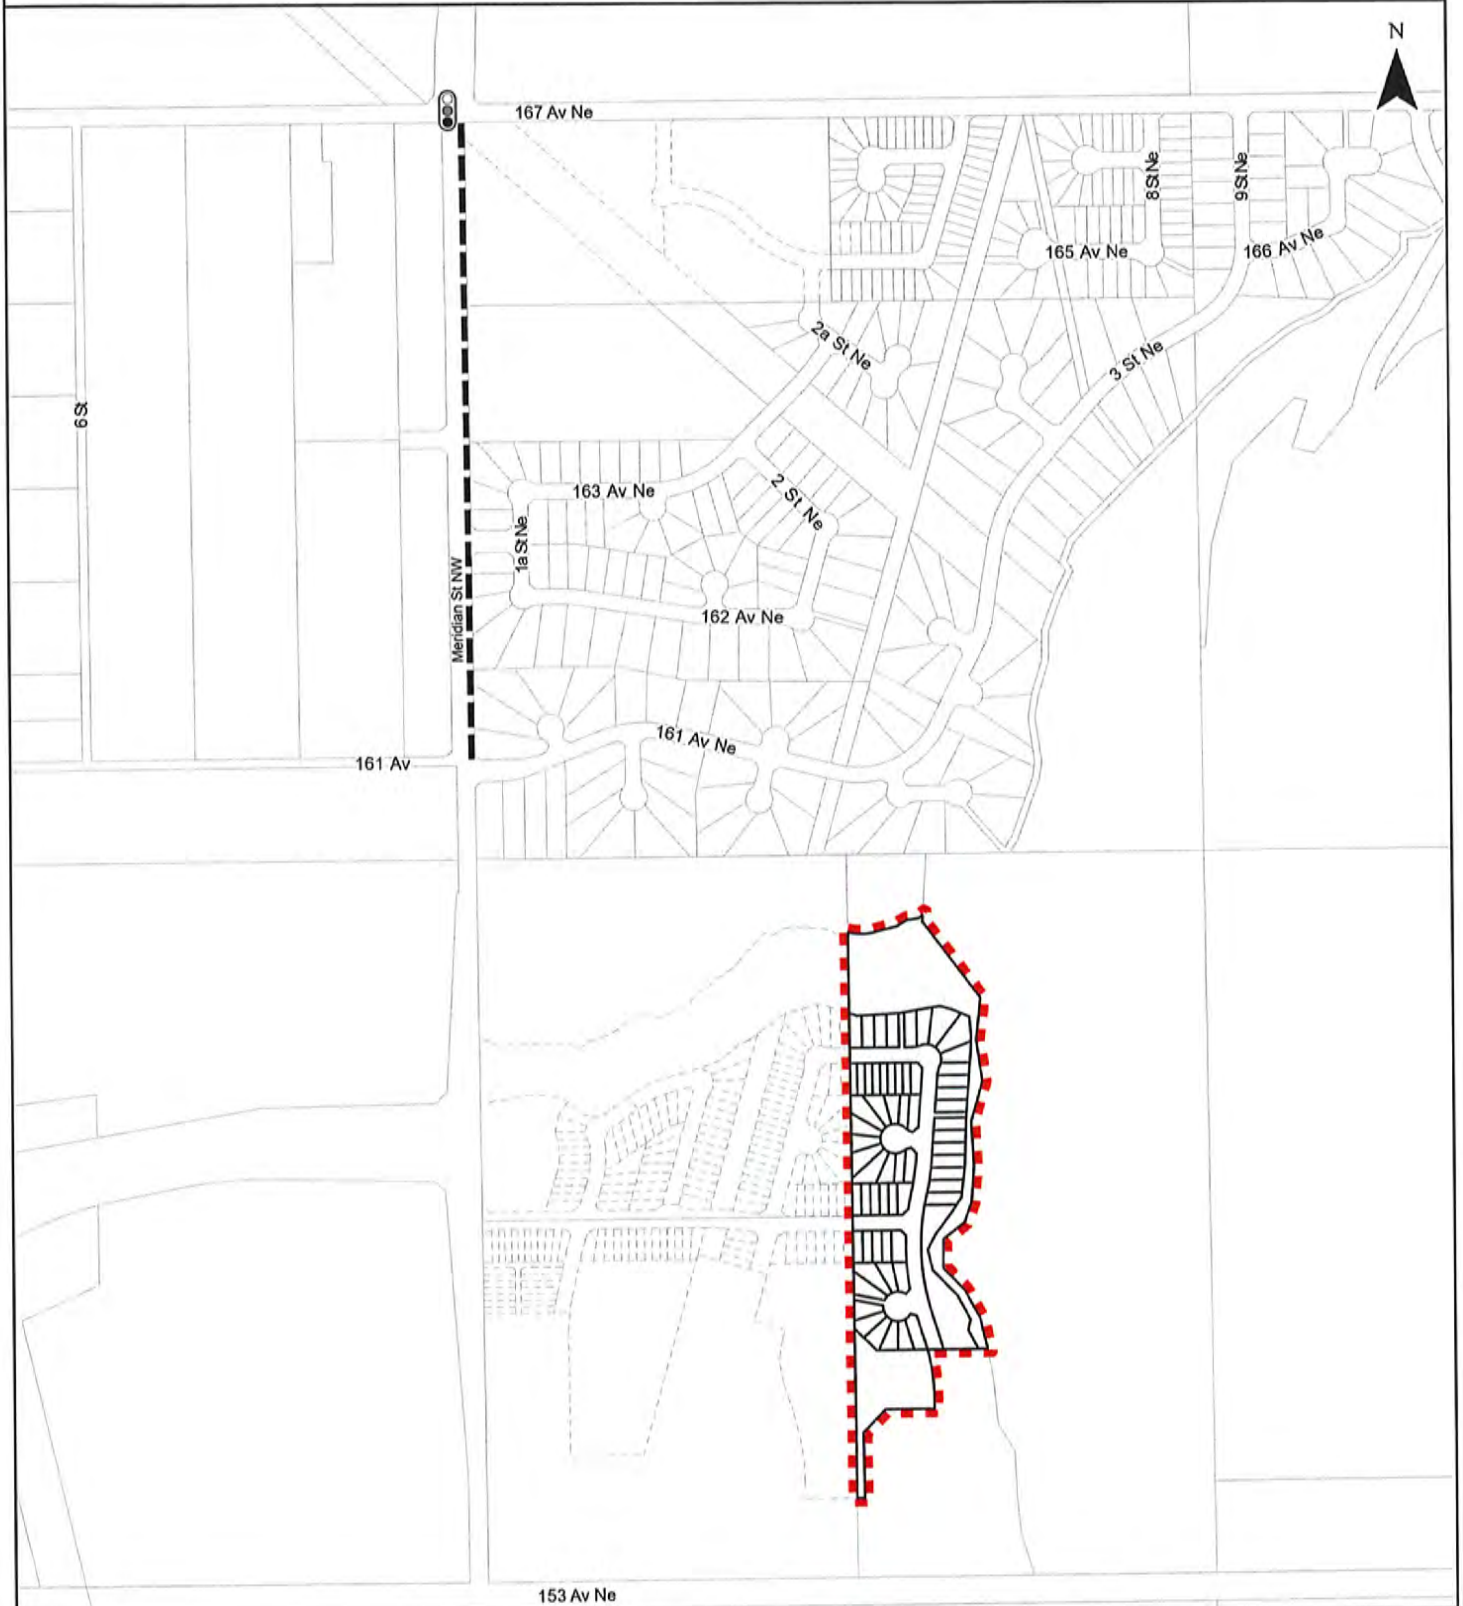 N
167 Av Ne
8 St Ne
9 St Ne
165 Av Ne
166 Av Ne
2a St Ne
3 St Ne
6 St
163 Av Ne
2 St Ne
1a St Ne
Meridian St NW
162 Av Ne
161 Av Ne
161 Av
153 Av Ne